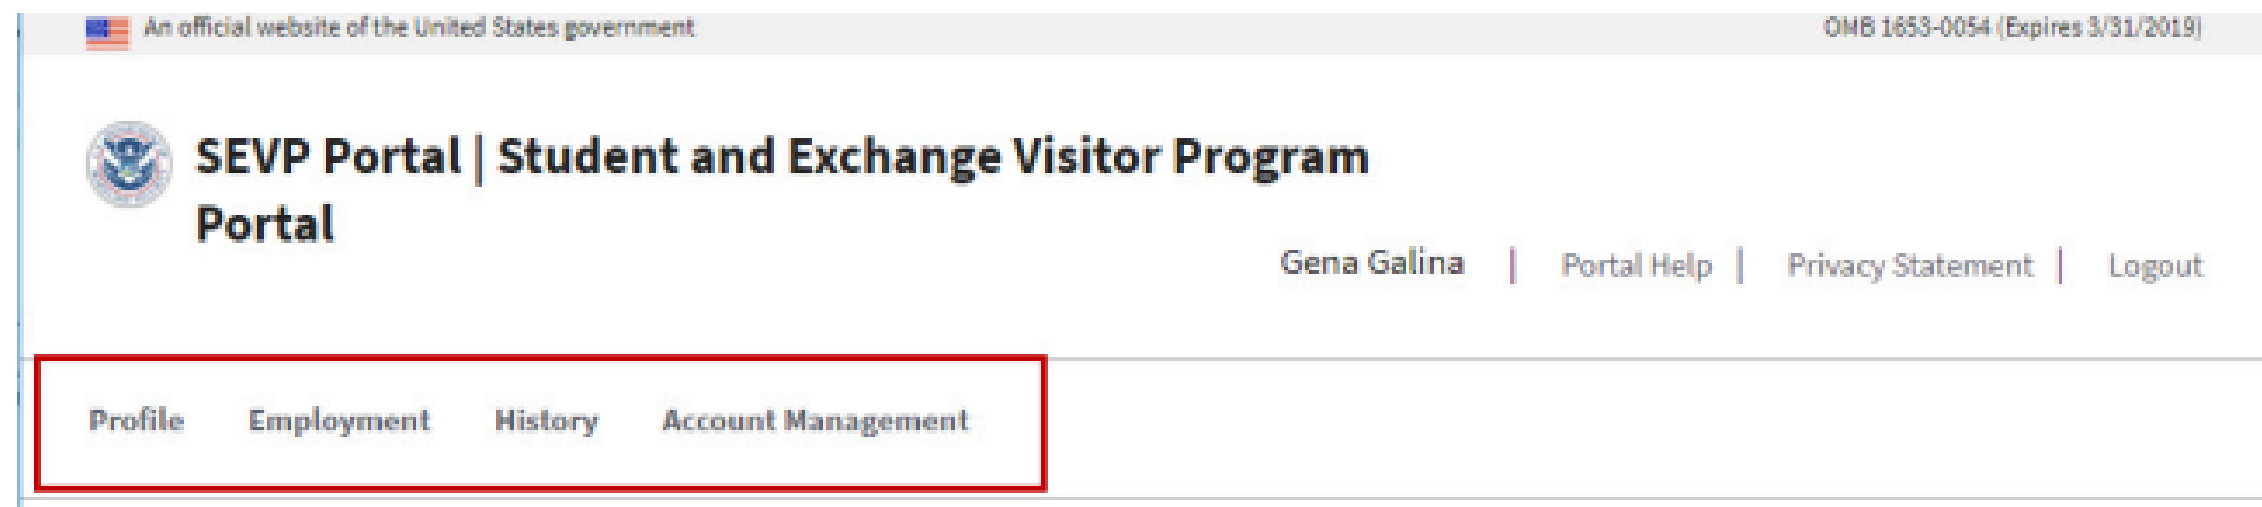 An official website of the United States government
OMB 1653-0054 (Expires 3/31/2019)
SEVP Portal | Student and Exchange Visitor Program
Portal
Gena Galina | Portal Help | Privacy Statement | Logout
Profile Employment History Account Management